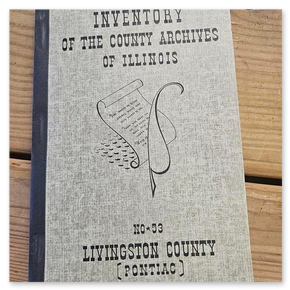 INVENTORY
OF THE COUNTY ARCHIVES
OF ILLINOIS
NO★53
LIVINGSTON COUNTY
(PONTIAC)